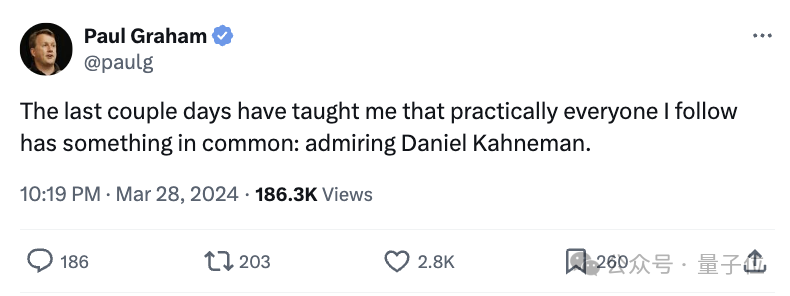 Paul Graham
@paulg
The last couple days have taught me that practically everyone I follow
has something in common: admiring Daniel Kahneman.
10:19 PM · Mar 28, 2024 · 186.3K Views
186 203 2.8K 260
公众号 · 量子位